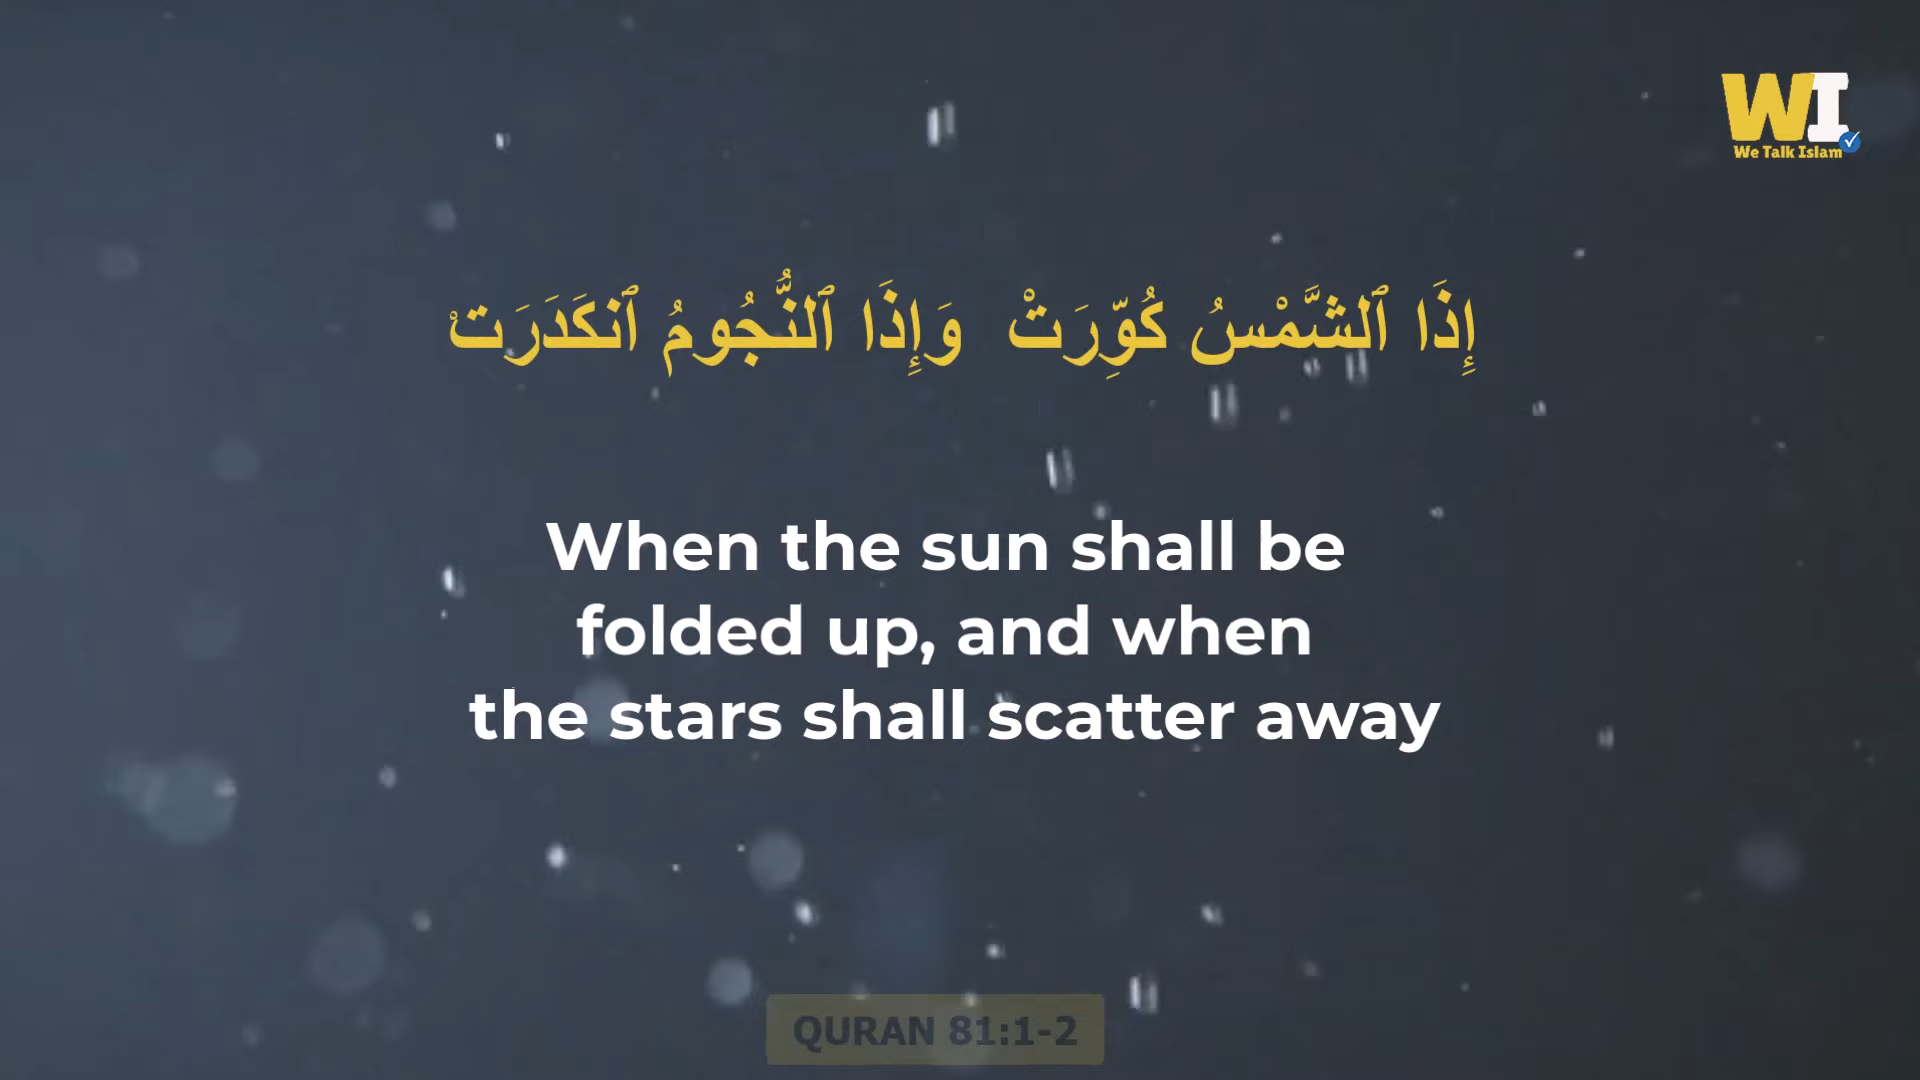 WI
We Talk Islam
إِذَا ٱلشَّمْسُ كُوِّرَتْ وَإِذَا ٱلنُّجُومُ ٱنكَدَرَتْ
When the sun shall be
folded up, and when
the stars shall scatter away
QURAN 81:1-2